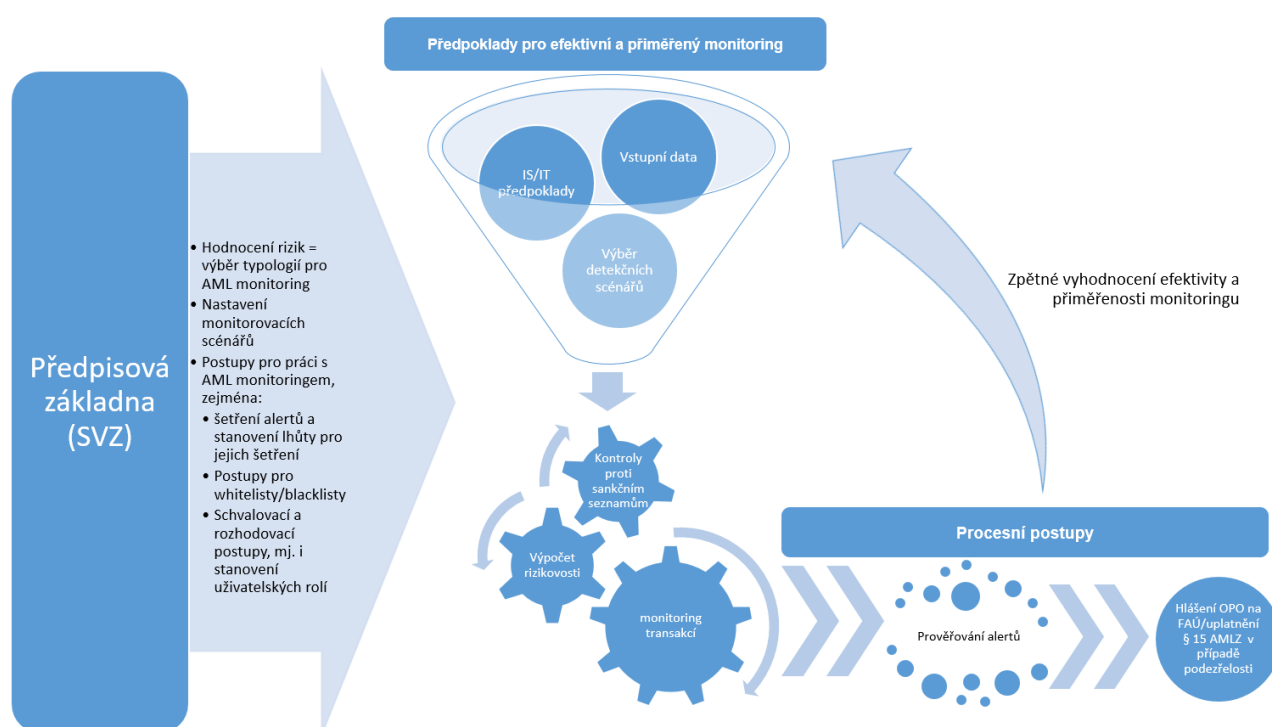 Předpoklady pro efektivní a přiměřený monitoring
Předpisová
základna
(SVZ)
• Hodnocení rizik =
výběr typologií pro
AML monitoring
• Nastavení
monitorovacích
scénářů
• Postupy pro práci s
AML monitoringem,
zejména:
• šetření alertů a
stanovení lhůty pro
jejich šetření
• Postupy pro
whitelisty/blacklisty
• Schvalovací a
rozhodovací
postupy, mj. i
stanovení
uživatelských rolí
IS/IT
předpoklady
Vstupní data
Výběr
detekčních
scénářů
Kontroly
proti
sankčním
seznamům
Výpočet
rizikovosti
monitoring
transakcí
Zpětné vyhodnocení efektivity a
přiměřenosti monitoringu
Procesní postupy
Prověřování alertů
Hlášení OPO na
FAÚ/uplatnění
§ 15 AMLZ v
případě
podezřelosti